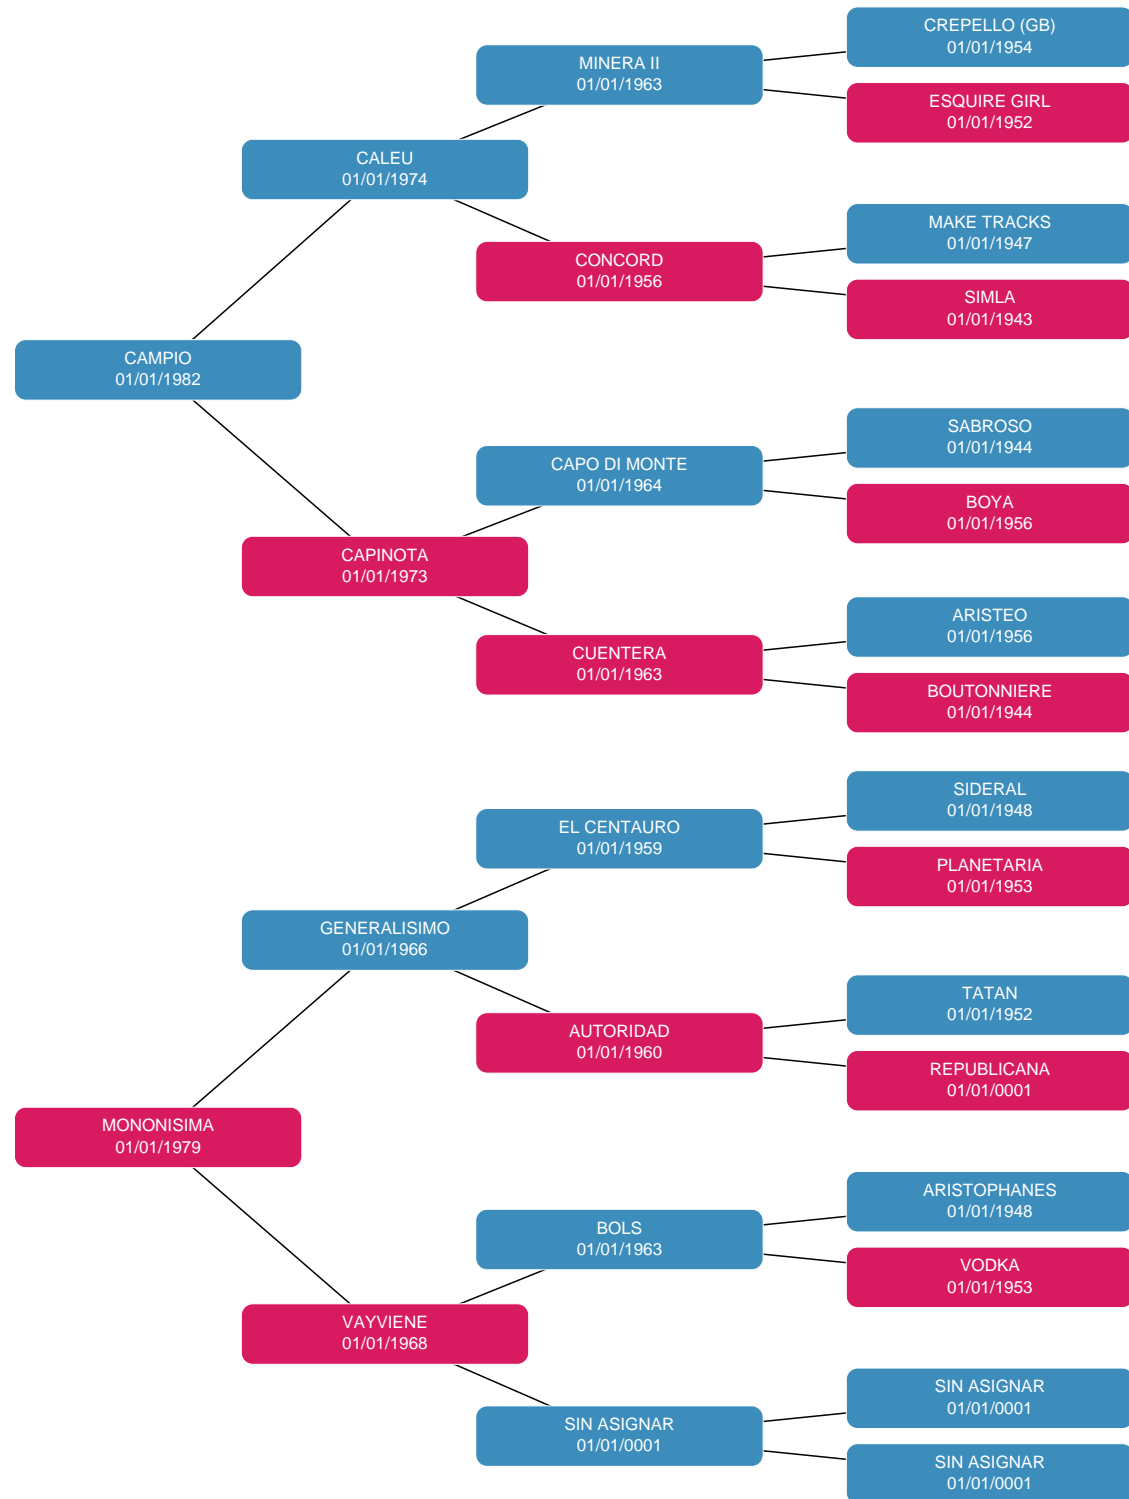 CREPELLO (GB)
01/01/1954
MINERA II
01/01/1963
ESQUIRE GIRL
01/01/1952
CALEU
01/01/1974
MAKE TRACKS
01/01/1947
CONCORD
01/01/1956
SIMLA
01/01/1943
CAMPIO
01/01/1982
SABROSO
01/01/1944
CAPO DI MONTE
01/01/1964
BOYA
01/01/1956
CAPINOTA
01/01/1973
ARISTEO
01/01/1956
CUENTERA
01/01/1963
BOUTONNIERE
01/01/1944
SIDERAL
01/01/1948
EL CENTAURO
01/01/1959
PLANETARIA
01/01/1953
GENERALISIMO
01/01/1966
TATAN
01/01/1952
AUTORIDAD
01/01/1960
REPUBLICANA
01/01/0001
MONONISIMA
01/01/1979
ARISTOPHANES
01/01/1948
BOLS
01/01/1963
VODKA
01/01/1953
VAYVIENE
01/01/1968
SIN ASIGNAR
01/01/0001
SIN ASIGNAR
01/01/0001
SIN ASIGNAR
01/01/0001